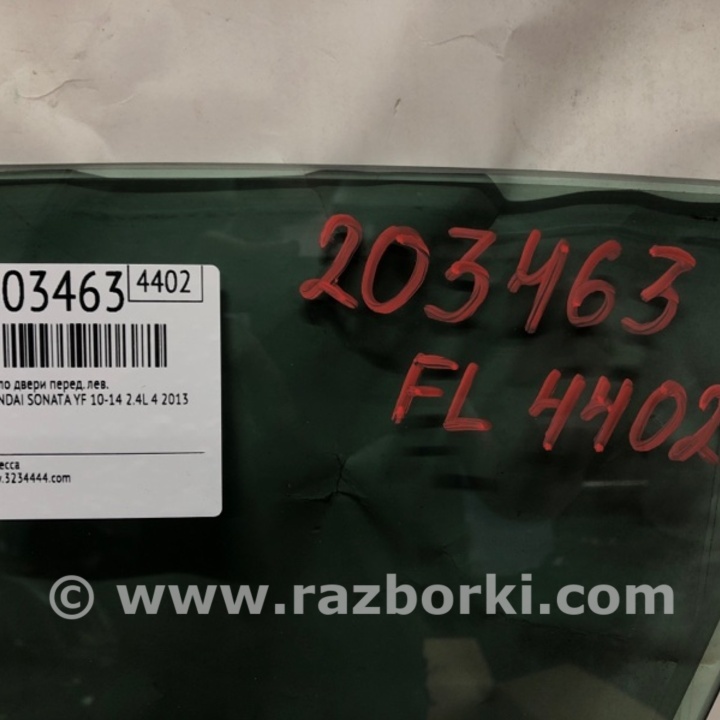 203463
FL 4402
03463 4402
ло двери перед. лев.
NDAI SONATA YF 10-14 2.4L 4 2013
есса
.3234444.com
© www.razborki.com